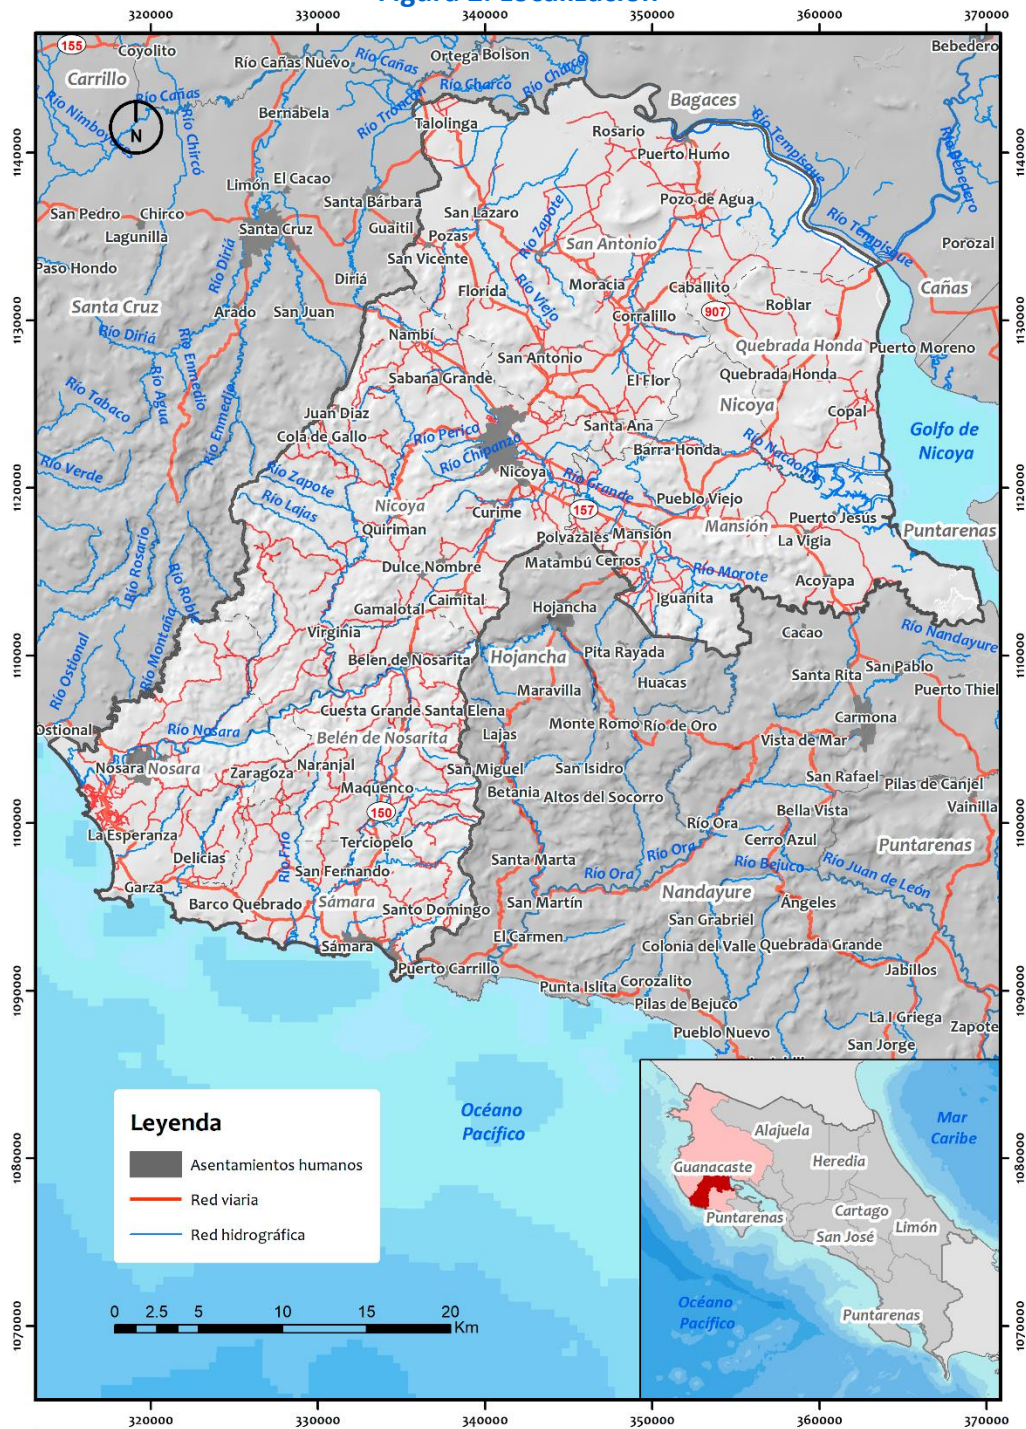 Figura 2. Localización
320000
330000
340000
350000
360000
370000
155
Coyolito
Carrillo
Río Cañas Nuevo
Ortega
Bolson
Bebedero
Río Cañas
Río Charco
Río Charco
Río Cañas
Río Nimboyores
Río Chircó
N
Bernabela
Río Troncón
Talolinga
Bagaces
Rosario
Puerto Humo
Río Tempisque
Río Bebedero
1140000
1140000
Limón
El Cacao
Santa Bárbara
San Pedro
Chirco
Lagunilla
Santa Cruz
Guaitil
San Lázaro
Pozas
San Vicente
Río Zapote
Pozo de Agua
San Antonio
Río Tempisque
Porozal
Paso Hondo
Río Diriá
Diriá
Santa Cruz
Florida
Río Viejo
Moracia
Caballito
Roblar
Cañas
Arado
San Juan
Corralillo
907
1130000
1130000
Río Diriá
Río Enmedio
Nambí
San Antonio
Quebrada Honda
Puerto Moreno
Río Tabaco
Río Agua
Río Enmedio
Sabana Grande
El Flor
Quebrada Honda
Nicoya
Juan Diaz
Cola de Gallo
Río Perico
Río Chipanzo
Santa Ana
Copal
Golfo de
Nicoya
Río Verde
Río Zapote
Río Lajas
Nicoya
Barra Honda
Río Nacaome
Río Grande
1120000
1120000
Nicoya
Quiriman
Curime
157
Pueblo Viejo
Mansión
Puerto Jesús
La Vigia
Puntarenas
Río Rosario
Polvazales
Mansión
Dulce Nombre
Matambú
Cerros
Río Morote
Acoyapa
Río Roble
Gamalotal
Caimital
Hojancha
Iguanita
Río Montaña
Virginia
Cacao
Río Nandayure
1110000
1110000
Río Ostional
Belen de Nosarita
Hojancha
Pita Rayada
San Pablo
Maravilla
Huacas
Santa Rita
Puerto Thiel
Cuesta Grande
Santa Elena
Ostional
Río Nosara
Belén de Nosarita
Lajas
Monte Romo
Río de Oro
Carmona
Vista de Mar
Nosara
Nosara
Zaragoza
Naranjal
San Miguel
San Isidro
San Rafael
Pilas de Canjel
Maquenco
Betania
Altos del Socorro
Vainilla
1100000
1100000
150
Bella Vista
La Esperanza
Río Ora
Terciopelo
Cerro Azul
Puntarenas
Delicias
Río Frío
San Fernando
Santa Marta
Río Ora
Río Ora
Río Bejuco
Río Juan de León
Garza
Barco Quebrado
Sámara
Santo Domingo
San Martín
Nandayure
Ángeles
San Grabriel
El Carmen
Sámara
Colonia del Valle
Quebrada Grande
Puerto Carrillo
Jabillos
1090000
1090000
Punta Islita
Corozalito
Pilas de Bejuco
La I Griega
Pueblo Nuevo
Zapote
San Jorge
Leyenda
Asentamientos humanos
Red viaria
Red hidrográfica
Océano
Pacífico
0
2.5
5
10
15
20
Km
Alajuela
Mar
Caribe
Guanacaste
Heredia
Cartago
Puntarenas
Limón
San José
Océano
Pacífico
Puntarenas
1080000
1080000
1070000
1070000
320000
330000
340000
350000
360000
370000